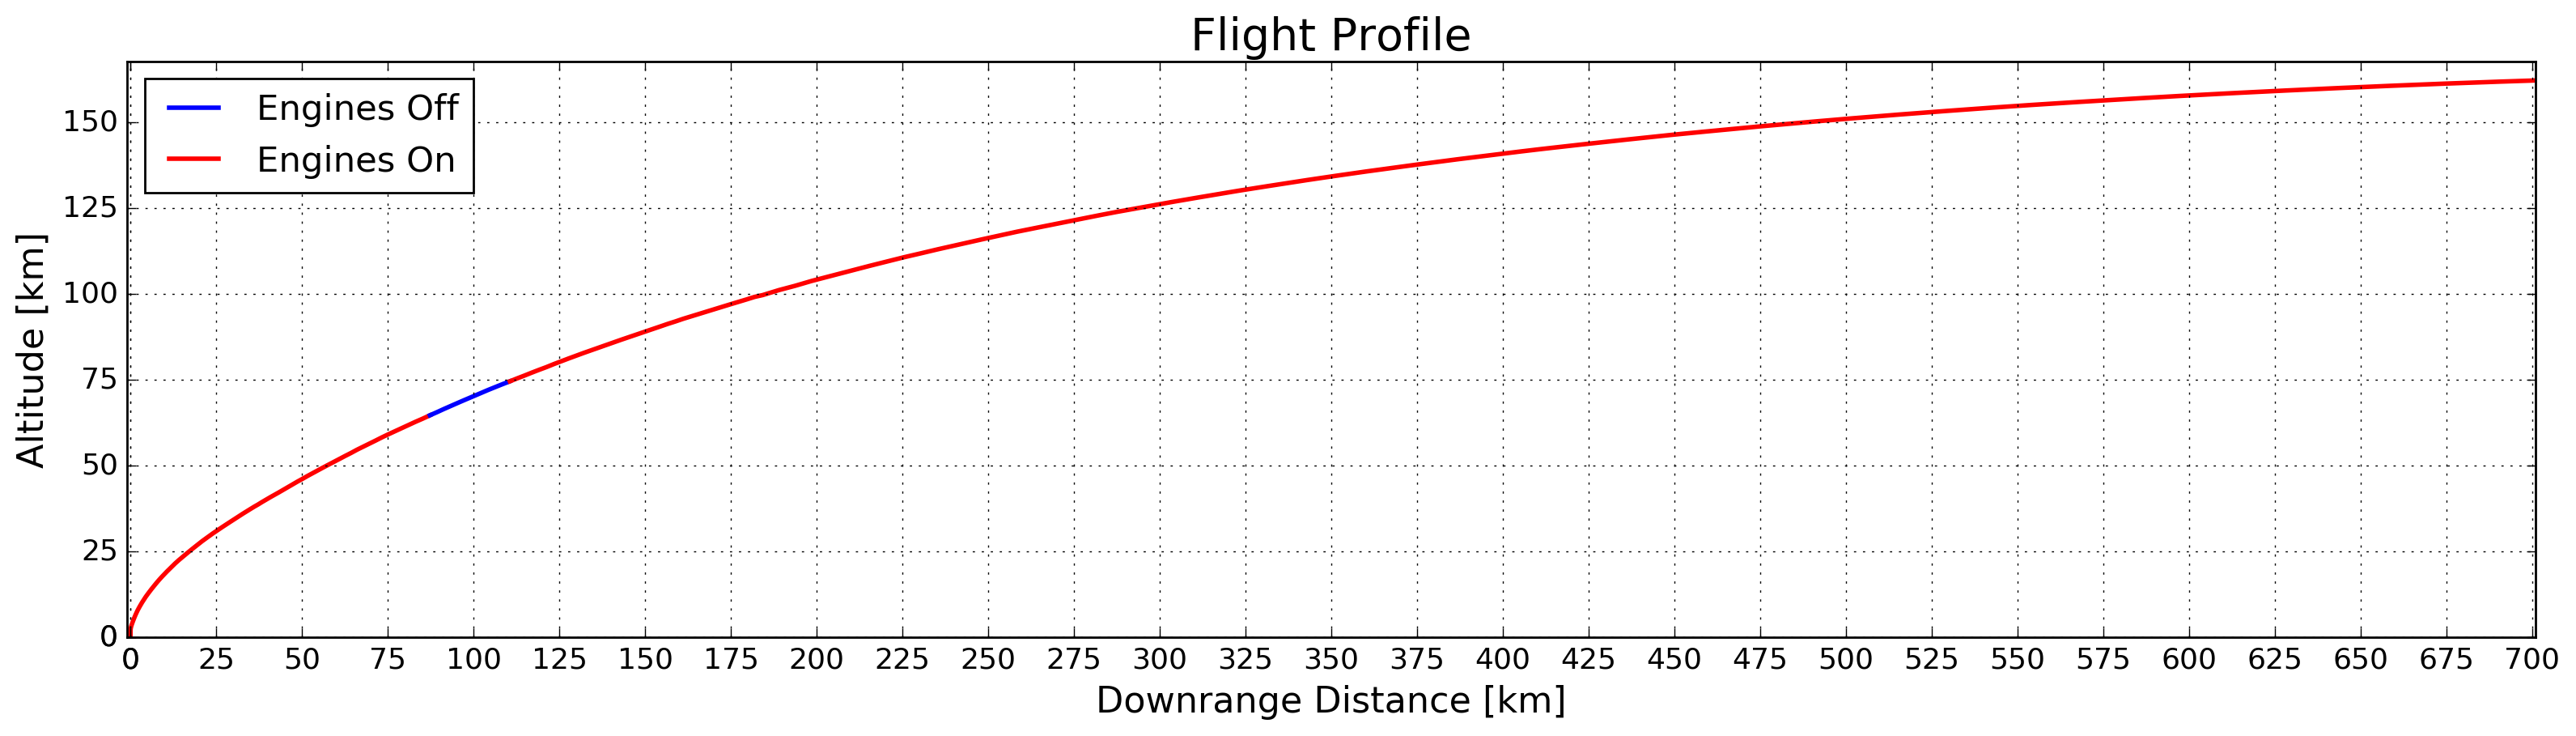 Flight Profile
Engines Off
Engines On
150
125
100
75
50
25
0
Altitude [km]
0 25 50 75 100 125 150 175 200 225 250 275 300 325 350 375 400 425 450 475 500 525 550 575 600 625 650 675 700
Downrange Distance [km]